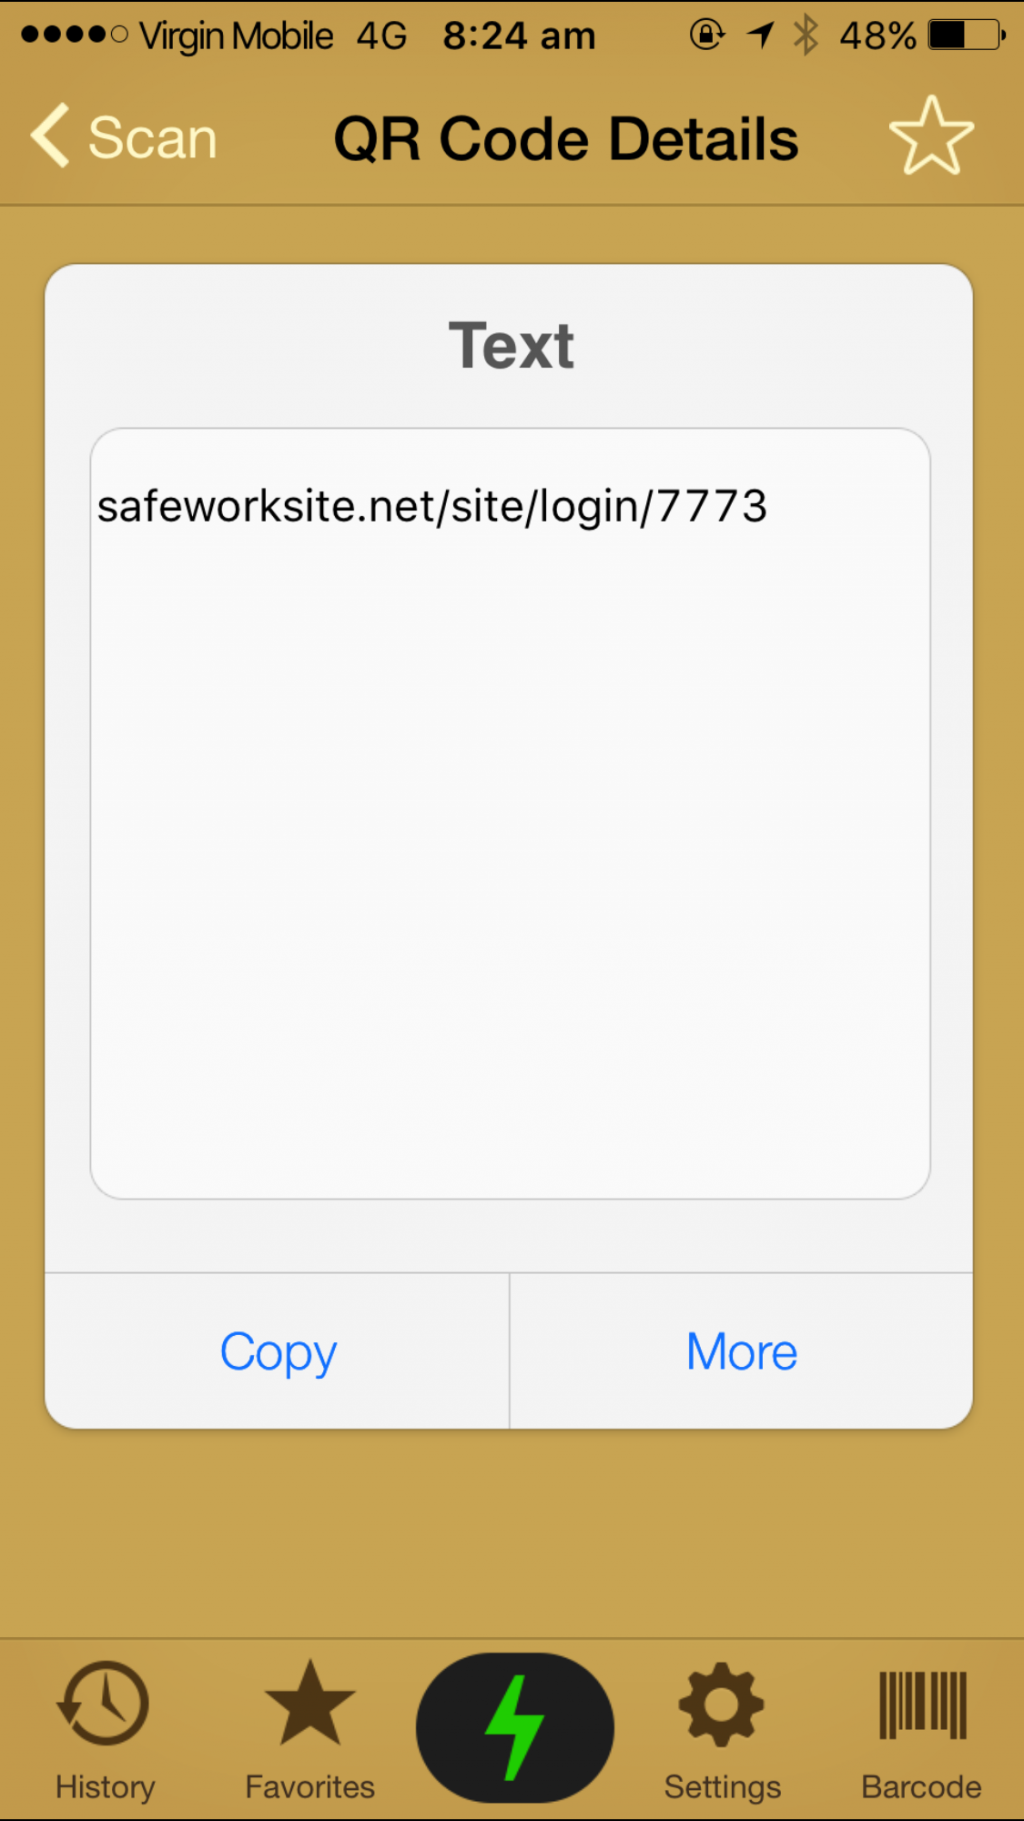 Virgin Mobile 4G 8:24 am 48%
Scan QR Code Details
Text
safeworksite.net/site/login/7773
Copy More
History Favorites Settings Barcode